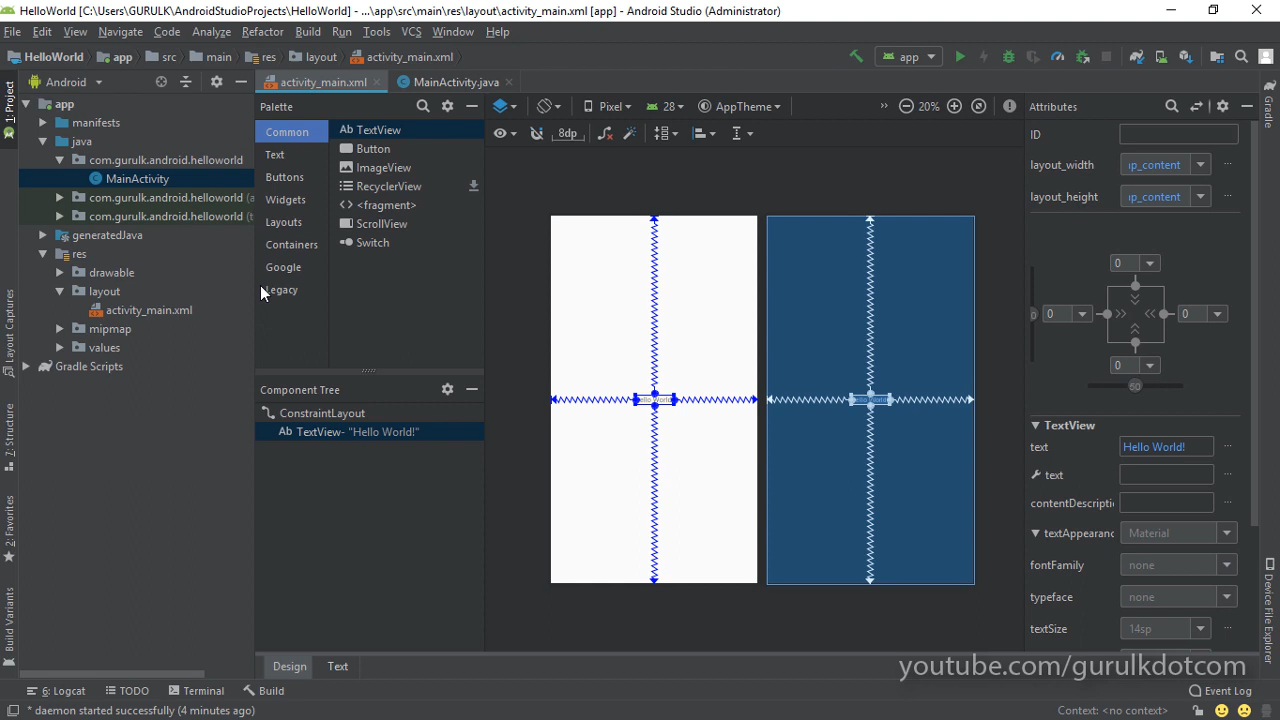 HelloWorld [C:\Users\GURULK\AndroidStudioProjects\HelloWorld] - ...\app\src\main\res\layout\activity_main.xml [app] - Android Studio (Administrator)
File Edit View Navigate Code Analyze Refactor Build Run Tools VCS Window Help
HelloWorld app src main res layout activity_main.xml app
Android activity_main.xml MainActivity.java
1: Project
Layout Captures
7: Structure
2: Favorites
Build Variants
app
manifests
java
com.gurulk.android.helloworld
MainActivity
com.gurulk.android.helloworld (a
com.gurulk.android.helloworld (t
generatedJava
res
drawable
layout
activity_main.xml
mipmap
values
Gradle Scripts
Palette
Common
Text
Buttons
Widgets
Layouts
Containers
Google
Legacy
Ab TextView
Button
ImageView
RecyclerView
<> <fragment>
ScrollView
Switch
Component Tree
ConstraintLayout
Ab TextView- "Hello World!"
Pixel 28 AppTheme » 20%
8dp
Attributes
ID
layout_width ıp_content ...
layout_height ıp_content ...
0
0 0
0
50
TextView
text Hello World! ...
text ...
contentDescripti ...
textAppearanc Material
fontFamily none
typeface none
textSize 14sp
Gradle
Device File Explorer
Design Text
youtube.com/gurulkdotcom
6: Logcat TODO Terminal Build Event Log
* daemon started successfully (4 minutes ago) Context: <no context>